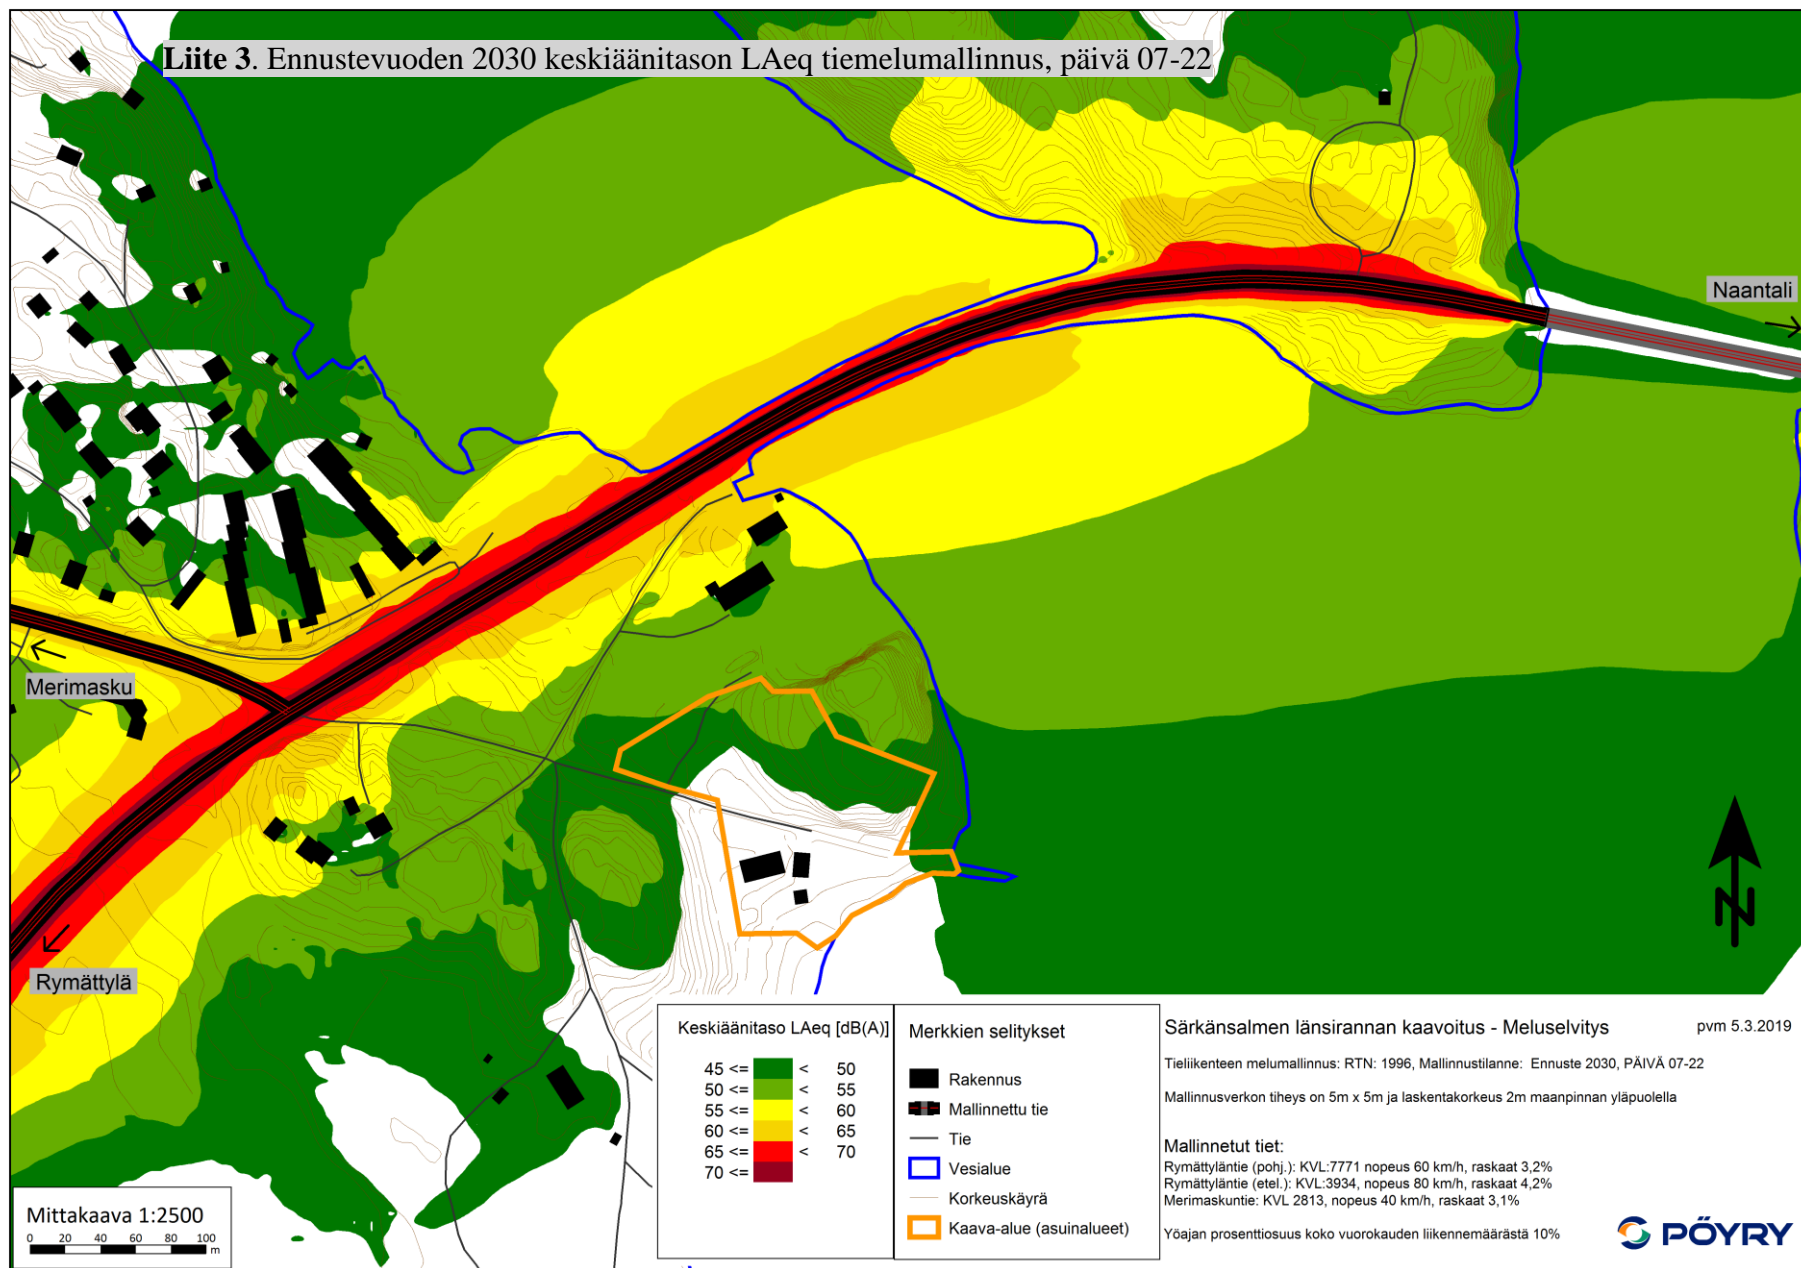 Liite 3. Ennustevuoden 2030 keskiäänitason LAeq tiemelumallinnus, päivä 07-22
Naantali
Merimasku
Rymättylä
Mittakaava 1:2500
0 20 40 60 80 100
m
Keskiäänitaso LAeq [dB(A)]
45 <= < 50
50 <= < 55
55 <= < 60
60 <= < 65
65 <= < 70
70 <=
Merkkien selitykset
Rakennus
Mallinnettu tie
Tie
Vesialue
Korkeuskäyrä
Kaava-alue (asuinalueet)
Särkänsalmen länsirannan kaavoitus - Meluselvitys pvm 5.3.2019
Tieliikenteen melumallinnus: RTN: 1996, Mallinnustilanne: Ennuste 2030, PÄIVÄ 07-22
Mallinnusverkon tiheys on 5m x 5m ja laskentakorkeus 2m maanpinnan yläpuolella
Mallinnetut tiet:
Rymättyläntie (pohj.): KVL:7771 nopeus 60 km/h, raskaat 3,2%
Rymättyläntie (etel.): KVL:3934, nopeus 80 km/h, raskaat 4,2%
Merimaskuntie: KVL 2813, nopeus 40 km/h, raskaat 3,1%
Yöajan prosenttiosuus koko vuorokauden liikennemäärästä 10%
PÖYRY
N